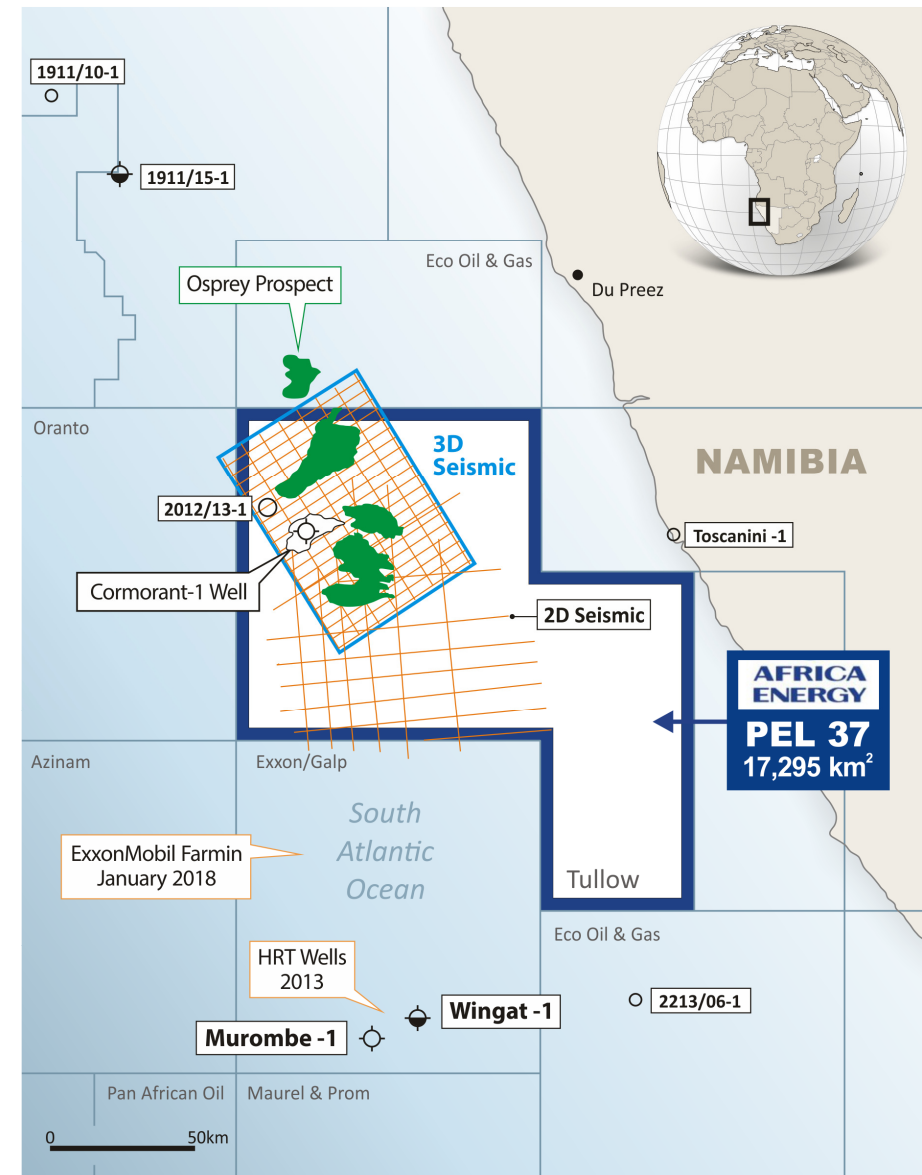 1911/10-1
1911/15-1
Eco Oil & Gas
Osprey Prospect
Du Preez
Oranto
3D
Seismic
NAMIBIA
2012/13-1
Toscanini -1
Cormorant-1 Well
2D Seismic
AFRICA
ENERGY
PEL 37
17,295 km²
Azinam
Exxon/Galp
South
Atlantic
Ocean
ExxonMobil Farmin
January 2018
Tullow
Eco Oil & Gas
HRT Wells
2013
2213/06-1
Wingat -1
Murombe -1
Pan African Oil
Maurel & Prom
0 50km